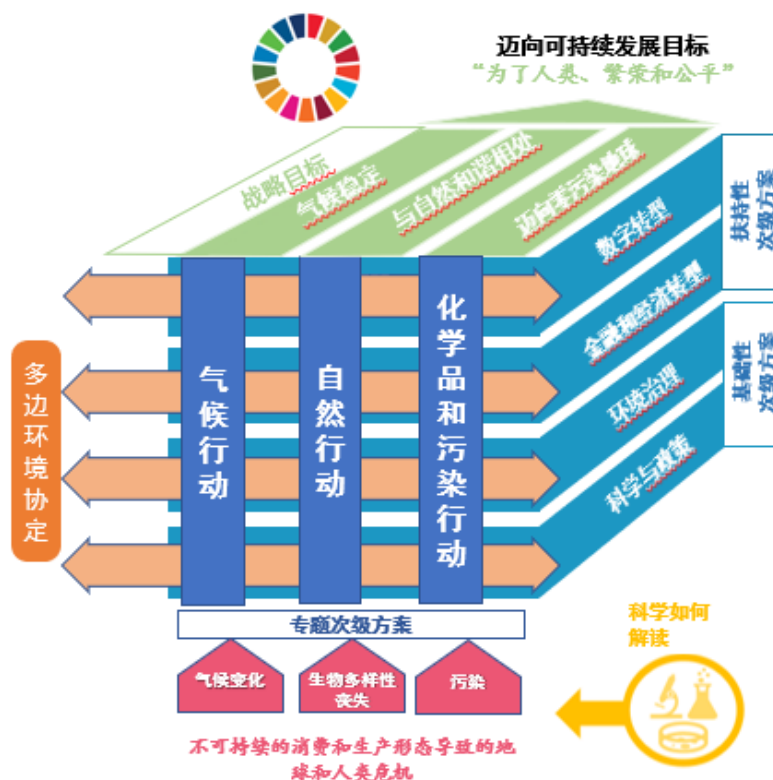 迈向可持续发展目标
“为了人类、繁荣和公平”
战略目标
气候稳定
与自然和谐相处
迈向零污染地球
数字转型
金融和经济转型
环境治理
科学与政策
扶持性
次级方案
基础性
次级方案
多边环境协定
气候行动
自然行动
化学品和污染行动
专题次级方案
气候变化
生物多样性
丧失
污染
科学如何
解读
不可持续的消费和生产形态导致的地
球和人类危机